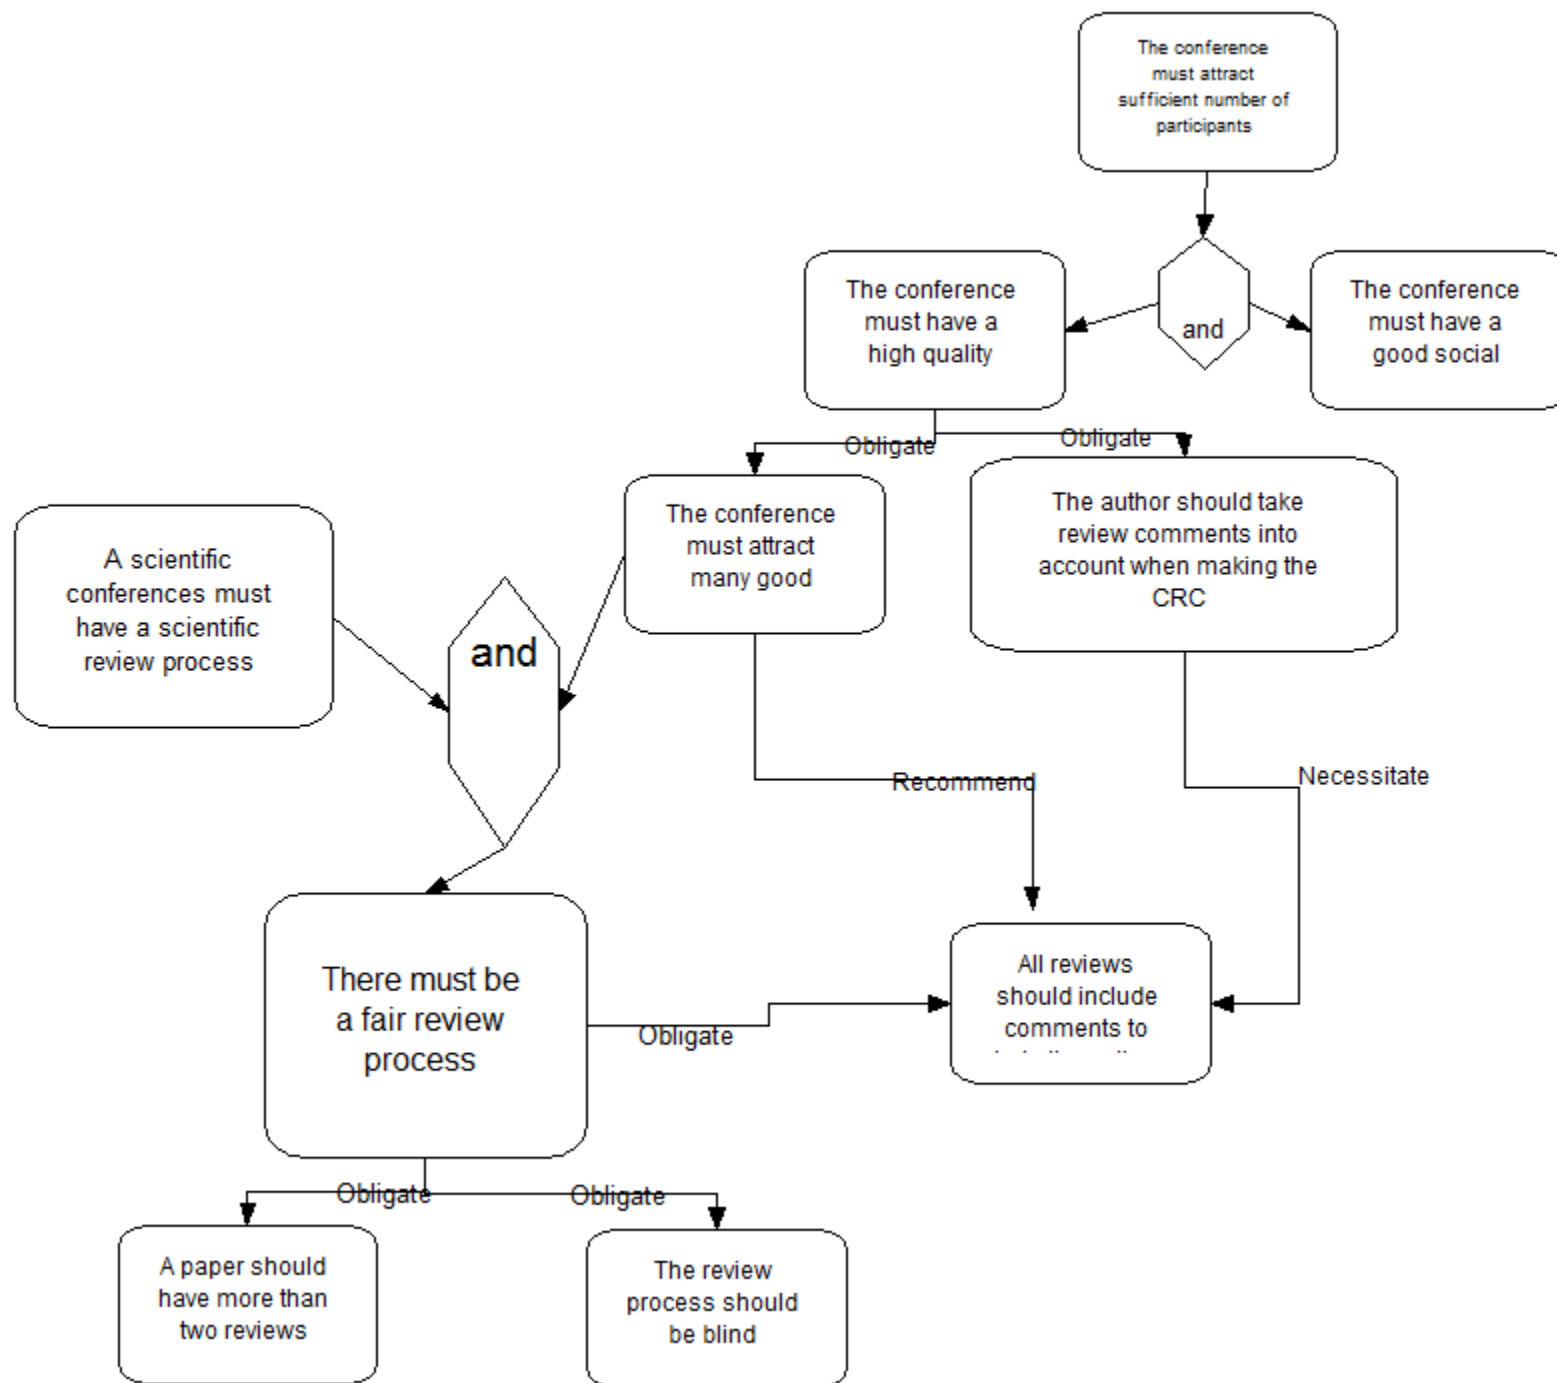 The conference
must attract
sufficient number of
participants
The conference
must have a
high quality
and
The conference
must have a
good social
Obligate
Obligate
A scientific
conferences must
have a scientific
review process
and
The conference
must attract
many good
The author should take
review comments into
account when making the
CRC
Recommend
Necessitate
There must be
a fair review
process
Obligate
All reviews
should include
comments to
Obligate
Obligate
A paper should
have more than
two reviews
The review
process should
be blind